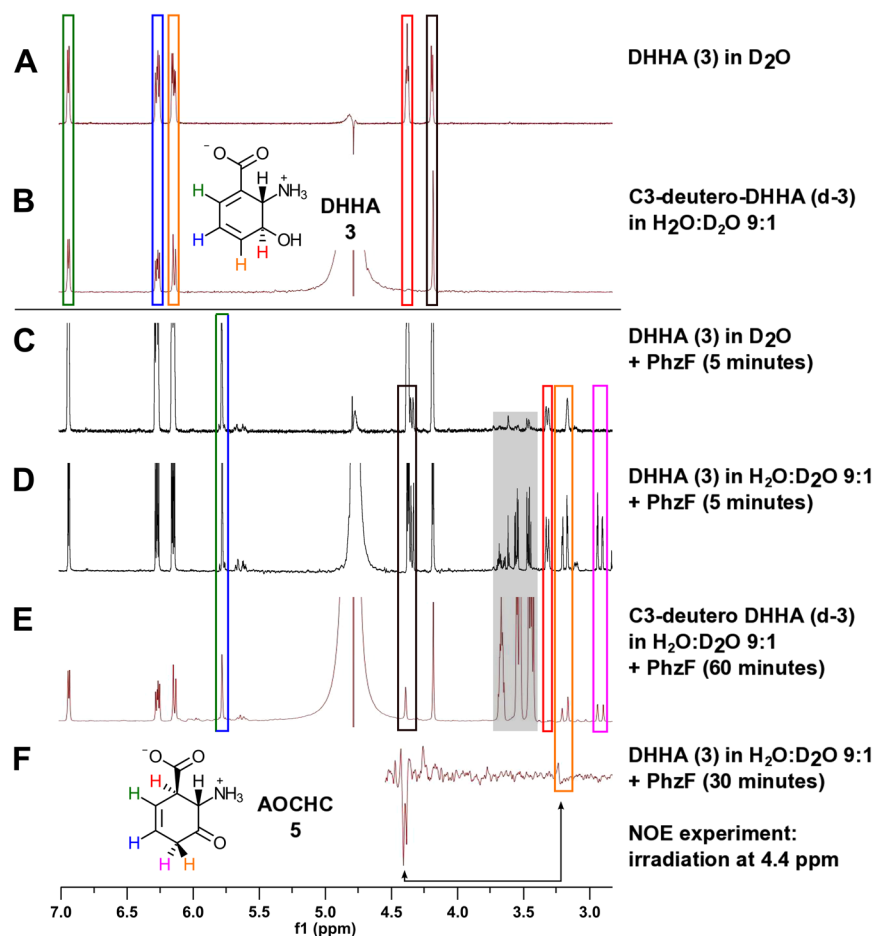 A
DHHA (3) in D2O
B
C3-deutero-DHHA (d-3)
in H2O:D2O 9:1
−O
O
H
H
+
NH3
H
OH
H
H
DHHA
3
C
DHHA (3) in D2O
+ PhzF (5 minutes)
D
DHHA (3) in H2O:D2O 9:1
+ PhzF (5 minutes)
E
C3-deutero DHHA (d-3)
in H2O:D2O 9:1
+ PhzF (60 minutes)
F
DHHA (3) in H2O:D2O 9:1
+ PhzF (30 minutes)
−O
O
H
H
+
NH3
H
H
O
H
H
AOCHC
5
NOE experiment:
irradiation at 4.4 ppm
7.0
6.5
6.0
5.5
5.0
4.5
4.0
3.5
3.0
f1 (ppm)